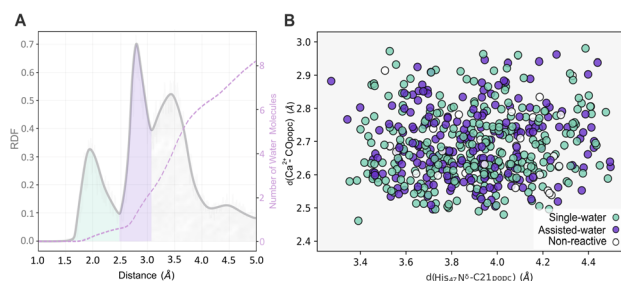 A
0.7
0.6
0.5
0.4
0.3
0.2
0.1
0.0
RDF
1.0 1.5 2.0 2.5 3.0 3.5 4.0 4.5 5.0
Distance (Å)
8
6
4
2
0
Number of Water Molecules
B
3.0
2.9
2.8
2.7
2.6
2.5
2.4
d(Ca²⁺COpopc) (Å)
3.4 3.6 3.8 4.0 4.2 4.4
d(His₄₇Nᵟ-C21popc) (Å)
Single-water
Assisted-water
Non-reactive